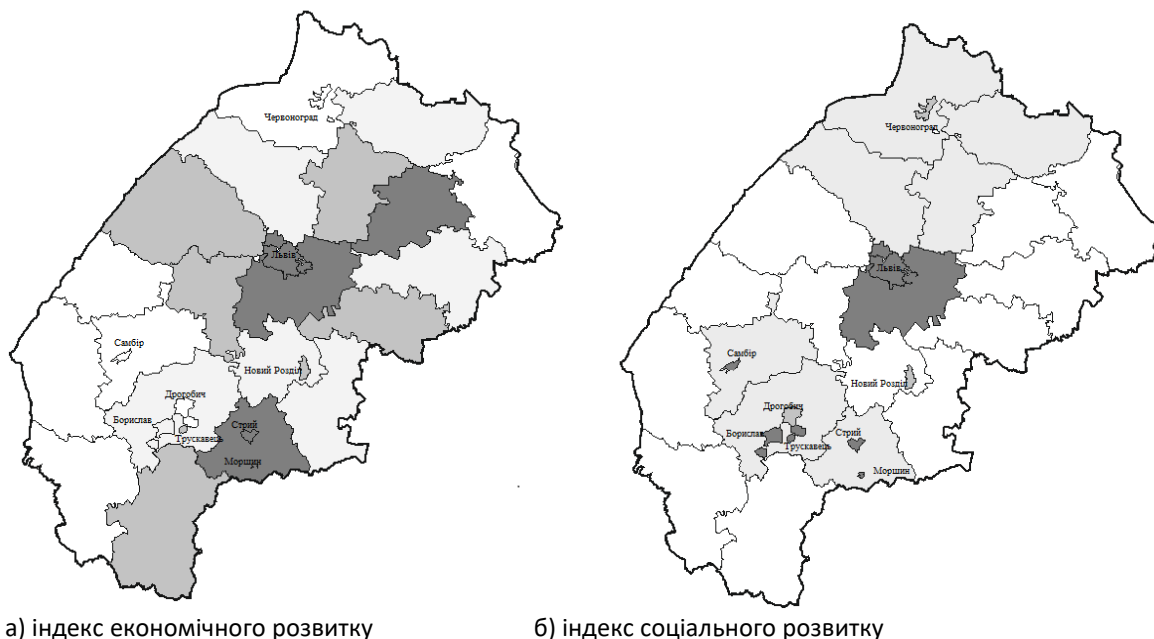 Червоноград
Львів
Самбір
Новий Розділ
Дрогобич
Борислав
Трускавець
Стрий
Моршин
а) індекс економічного розвитку
Червоноград
Львів
Самбір
Новий Розділ
Дрогобич
Борислав
Трускавець
Стрий
Моршин
б) індекс соціального розвитку